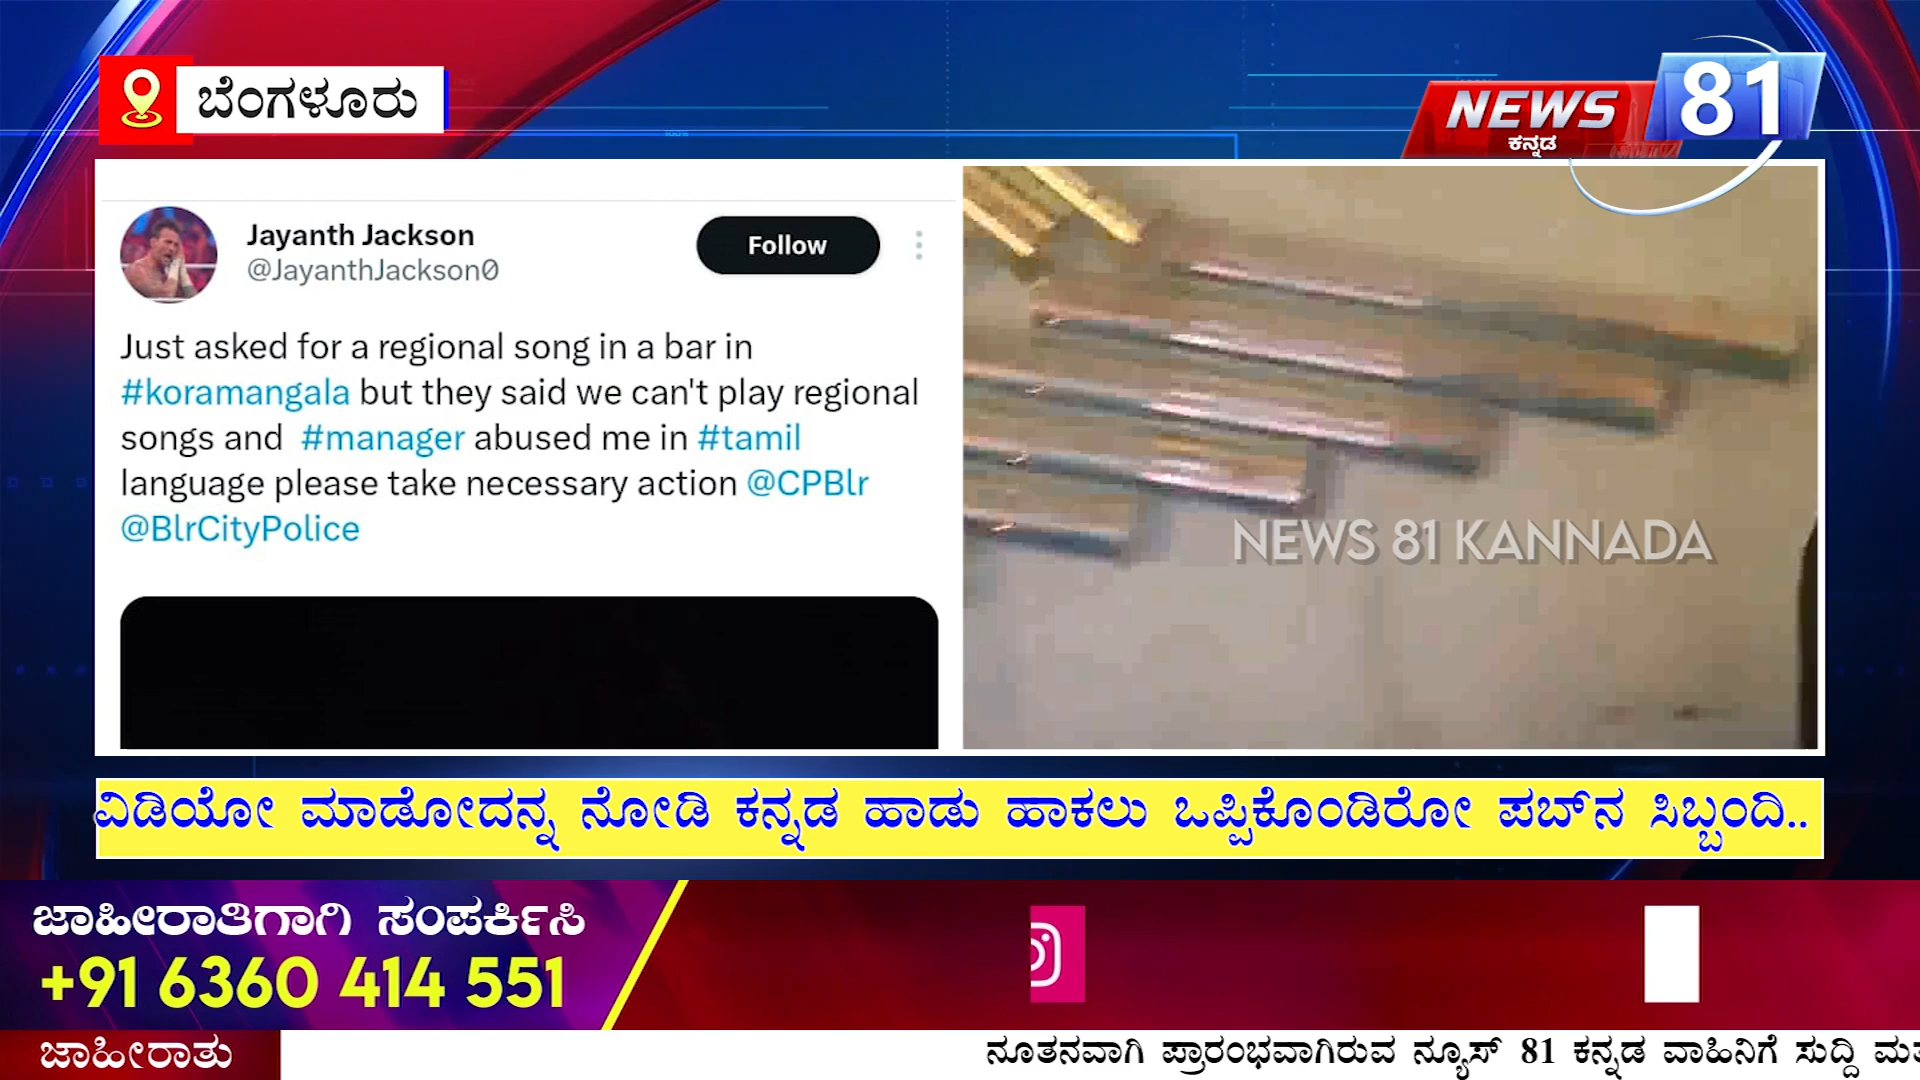 ಬೆಂಗಳೂರು
NEWS 81
ಕನ್ನಡ
Jayanth Jackson
@JayanthJackson0
Follow
Just asked for a regional song in a bar in
#koramangala but they said we can't play regional
songs and #manager abused me in #tamil
language please take necessary action @CPBlr
@BlrCityPolice
NEWS 81 KANNADA
ವಿಡಿಯೋ ಮಾಡೋದನ್ನ ನೋಡಿ ಕನ್ನಡ ಹಾಡು ಹಾಕಲು ಒಪ್ಪಿಕೊಂಡಿರೋ ಪಬ್‌ನ ಸಿಬ್ಬಂದಿ..
ಜಾಹೀರಾತಿಗಾಗಿ ಸಂಪರ್ಕಿಸಿ
+91 6360 414 551
ಜಾಹೀರಾತು
ನೂತನವಾಗಿ ಪ್ರಾರಂಭವಾಗಿರುವ ನ್ಯೂಸ್ 81 ಕನ್ನಡ ವಾಹಿನಿಗೆ ಸುದ್ದಿ